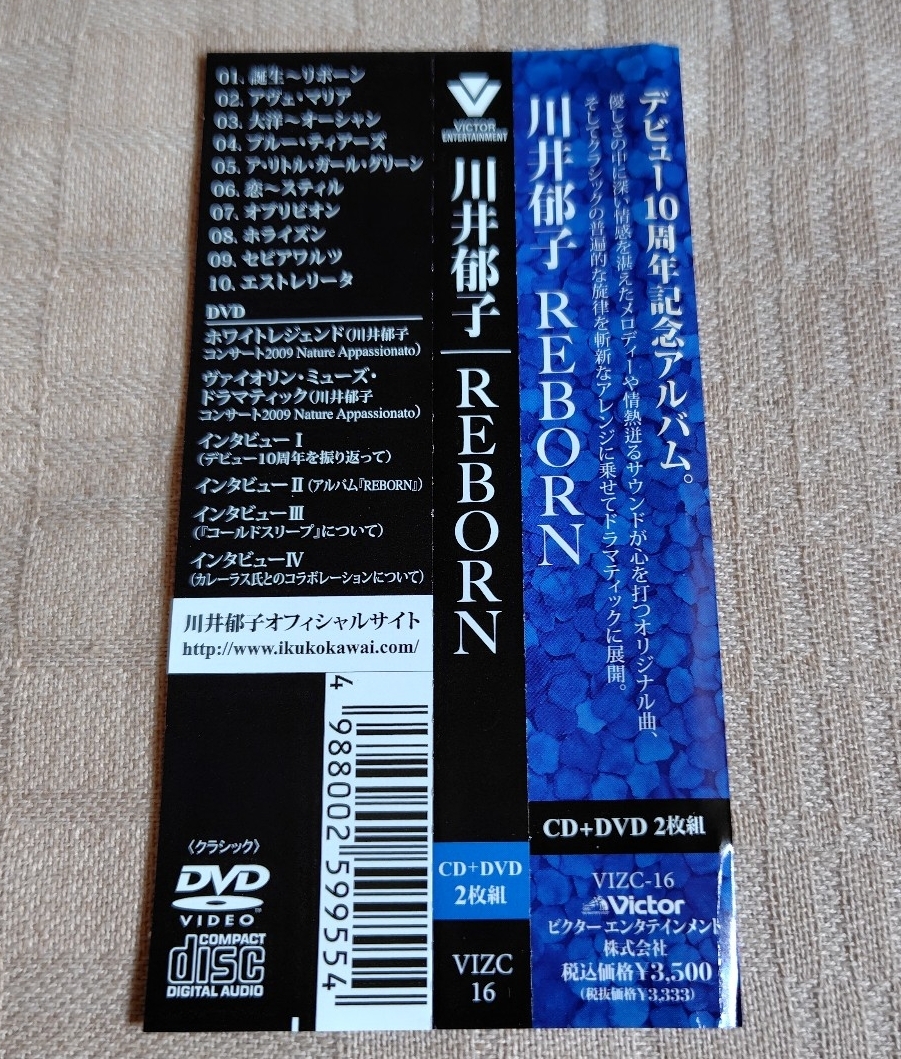 01. 誕生～リボーン
02. アヴェ・マリア
03. 大洋～オーシャン
04. ブルー・ティアーズ
05. ア・リトル・ガール・グリーン
06. 恋～スティル
07. オブリビオン
08. ホライズン
09. セピアワルツ
10. エストレリータ
DVD
ホワイトレジェンド(川井郁子
コンサート2009 Nature Appassionato)
ヴァイオリン・ミューズ・
ドラマティック(川井郁子
コンサート2009 Nature Appassionato)
インタビューⅠ
(デビュー10周年を振り返って)
インタビューⅡ(アルバム『REBORN』)
インタビューⅢ
(『コールドスリープ』について)
インタビューⅣ
(カレーラス氏とのコラボレーションについて)
川井郁子オフィシャルサイト
http://www.ikukokawai.com/
4 988002 599554
〈クラシック〉
DVD
VIDEO™
COMPACT
disc
DIGITAL AUDIO
VICTOR
ENTERTAINMENT
川井郁子
REBORN
CD+DVD
2枚組
VIZC
16
デビュー10周年記念アルバム。
優しさの中に深い情感を湛えたメロディーや情熱迸るサウンドが心を打つオリジナル曲、
そしてクラシックの普遍的な旋律を斬新なアレンジに乗せてドラマティックに展開。
川井郁子 REBORN
CD+DVD 2枚組
VIZC-16
Victor
ビクター エンタテインメント
株式会社
税込価格¥3,500
(税抜価格¥3,333)